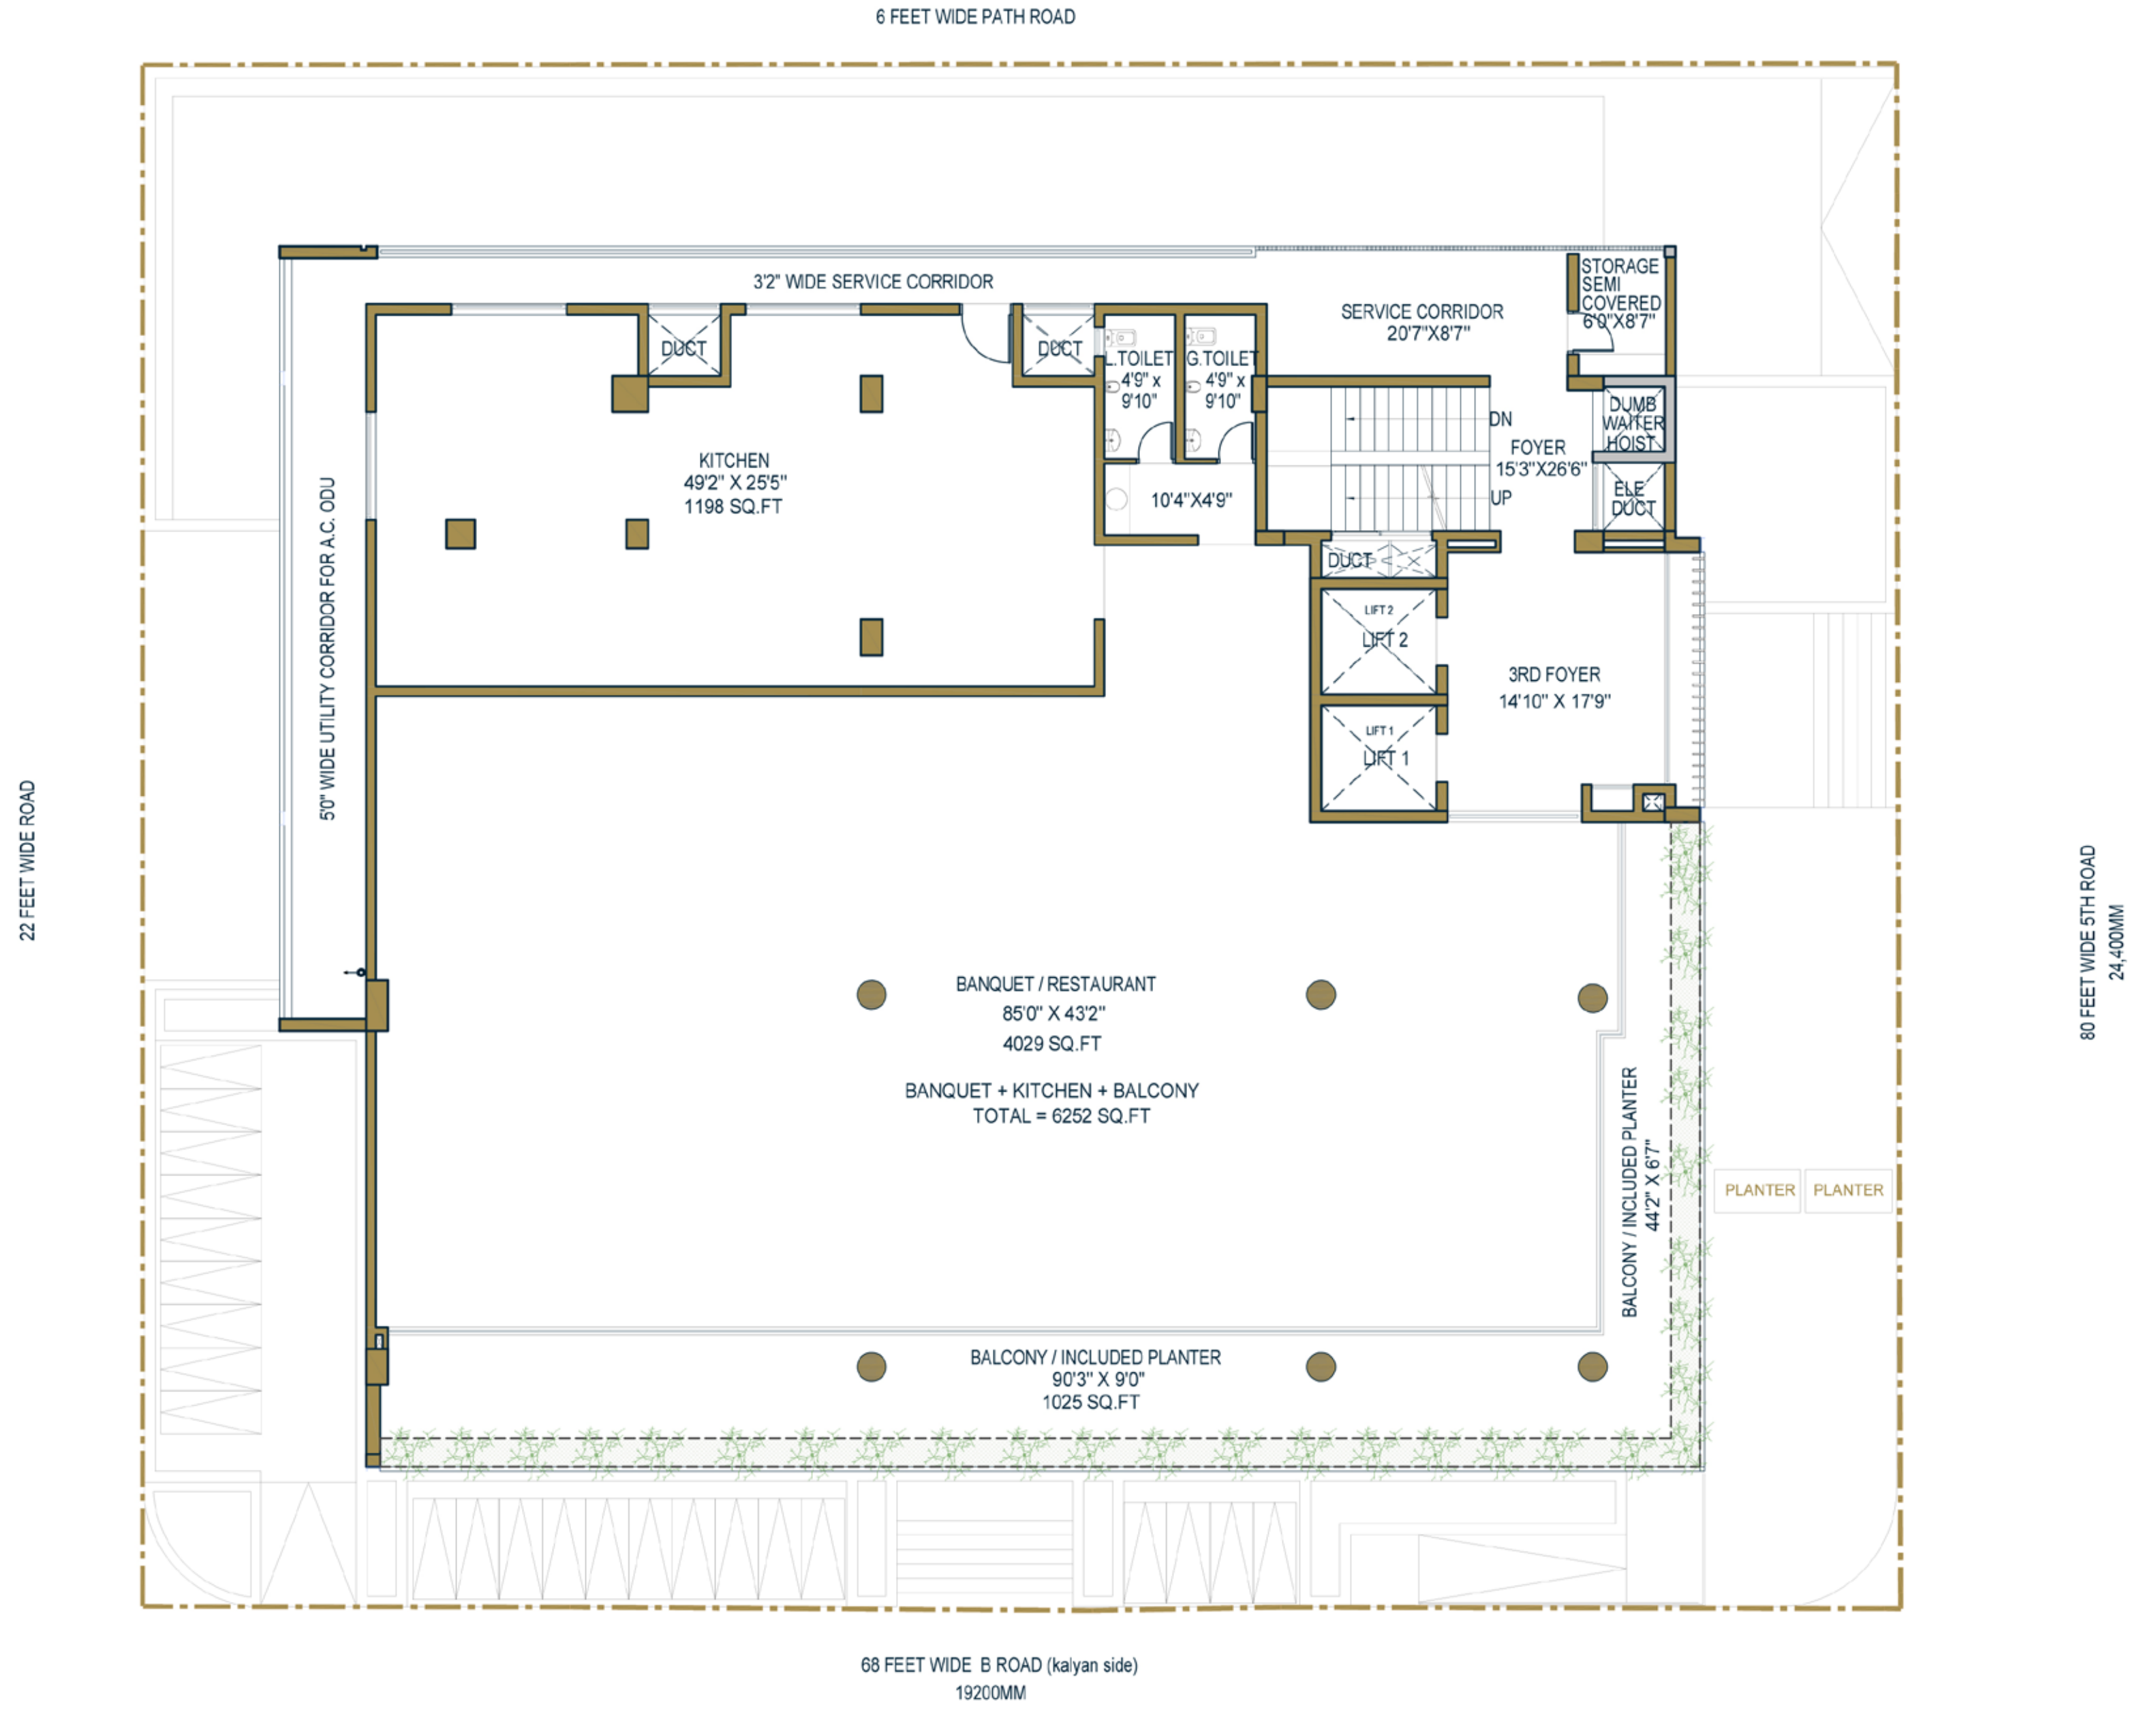 6 FEET WIDE PATH ROAD
3'2" WIDE SERVICE CORRIDOR
SERVICE CORRIDOR
20'7"X8'7"
STORAGE
SEMI
COVERED
6'0"X8'7"
DUCT
DUCT
L.TOILET
4'9" x
9'10"
G.TOILET
4'9" x
9'10"
DN
UP
FOYER
15'3"X26'6"
DUMB
WAITER
HOIST
ELE
DUCT
KITCHEN
49'2" X 25'5"
1198 SQ.FT
10'4"X4'9"
DUCT
LIFT 2
LIFT 2
LIFT 1
LIFT 1
3RD FOYER
14'10" X 17'9"
5'0" WIDE UTILITY CORRIDOR FOR A.C. ODU
22 FEET WIDE ROAD
80 FEET WIDE 5TH ROAD
24,400MM
BANQUET / RESTAURANT
85'0" X 43'2"
4029 SQ.FT
BANQUET + KITCHEN + BALCONY
TOTAL = 6252 SQ.FT
BALCONY / INCLUDED PLANTER
44'2" X 6'7"
PLANTER
PLANTER
BALCONY / INCLUDED PLANTER
90'3" X 9'0"
1025 SQ.FT
68 FEET WIDE B ROAD (kalyan side)
19200MM